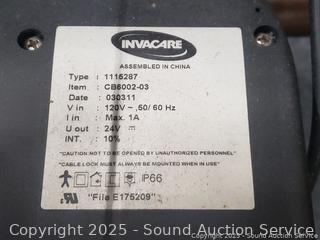 INVACARE
ASSEMBLED IN CHINA
Type : 1115287
Item : CB6002-03
Date : 030311
V in : 120V~ ,50/ 60 Hz
I in : Max. 1A
U out : 24V
INT. : 10%
"CAUTION:NOT TO BE OPENED BY UNAUTHORIZED PERSONNEL"
"CABLE LOCK MUST ALWAYS BE MOUNTED WHEN IN USE"
IP66
"File E175209"
Copyright 2025 - Sound Auction Service